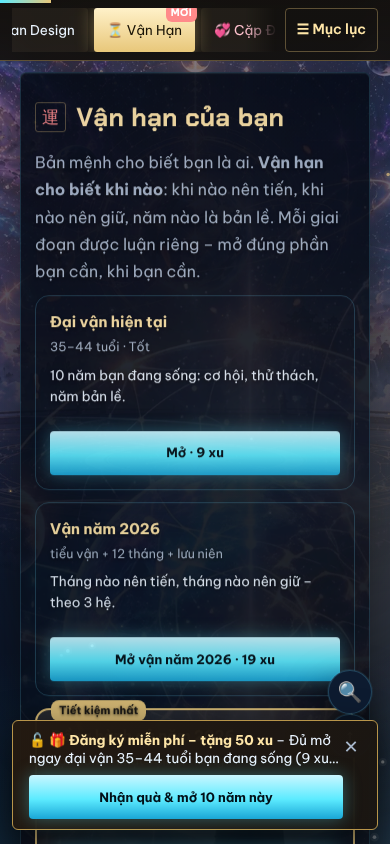 an Design
⏳ Vận Hạn
MỚI
💞 Cặp Đ
☰ Mục lục
運 Vận hạn của bạn
Bản mệnh cho biết bạn là ai. Vận hạn
cho biết khi nào: khi nào nên tiến, khi
nào nên giữ, năm nào là bản lề. Mỗi giai
đoạn được luận riêng – mở đúng phần
bạn cần, khi bạn cần.
Đại vận hiện tại
35–44 tuổi · Tốt
10 năm bạn đang sống: cơ hội, thử thách,
năm bản lề.
Mở · 9 xu
Vận năm 2026
tiểu vận + 12 tháng + lưu niên
Tháng nào nên tiến, tháng nào nên giữ –
theo 3 hệ.
Mở vận năm 2026 · 19 xu
Tiết kiệm nhất
🔓 🎁 Đăng ký miễn phí – tặng 50 xu – Đủ mở
ngay đại vận 35–44 tuổi bạn đang sống (9 xu...
Nhận quà & mở 10 năm này